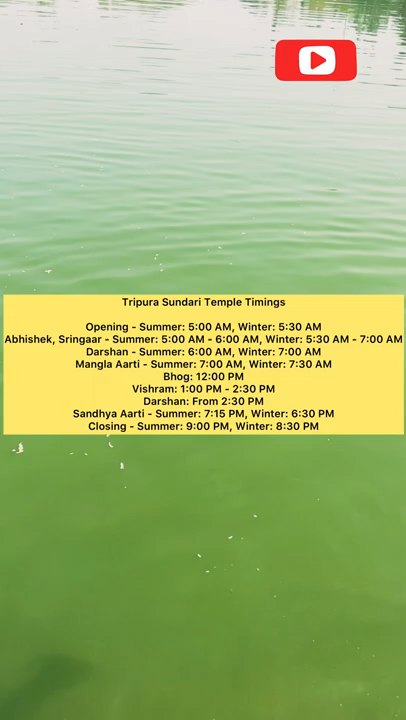 Tripura Sundari Temple Timings
Opening - Summer: 5:00 AM, Winter: 5:30 AM
Abhishek, Sringaar - Summer: 5:00 AM - 6:00 AM, Winter: 5:30 AM - 7:00 AM
Darshan - Summer: 6:00 AM, Winter: 7:00 AM
Mangla Aarti - Summer: 7:00 AM, Winter: 7:30 AM
Bhog: 12:00 PM
Vishram: 1:00 PM - 2:30 PM
Darshan: From 2:30 PM
Sandhya Aarti - Summer: 7:15 PM, Winter: 6:30 PM
Closing - Summer: 9:00 PM, Winter: 8:30 PM